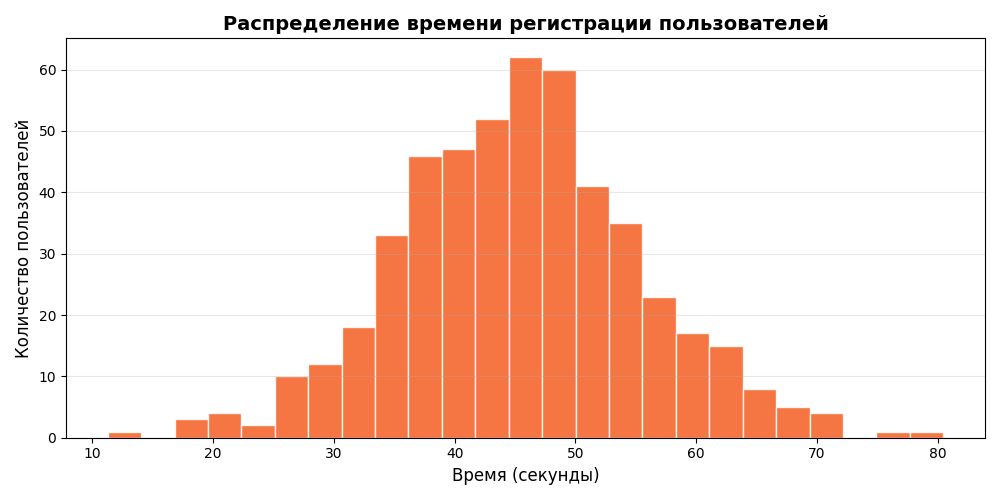 Распределение времени регистрации пользователей
Количество пользователей
60
50
40
30
20
10
0
10 20 30 40 50 60 70 80
Время (секунды)